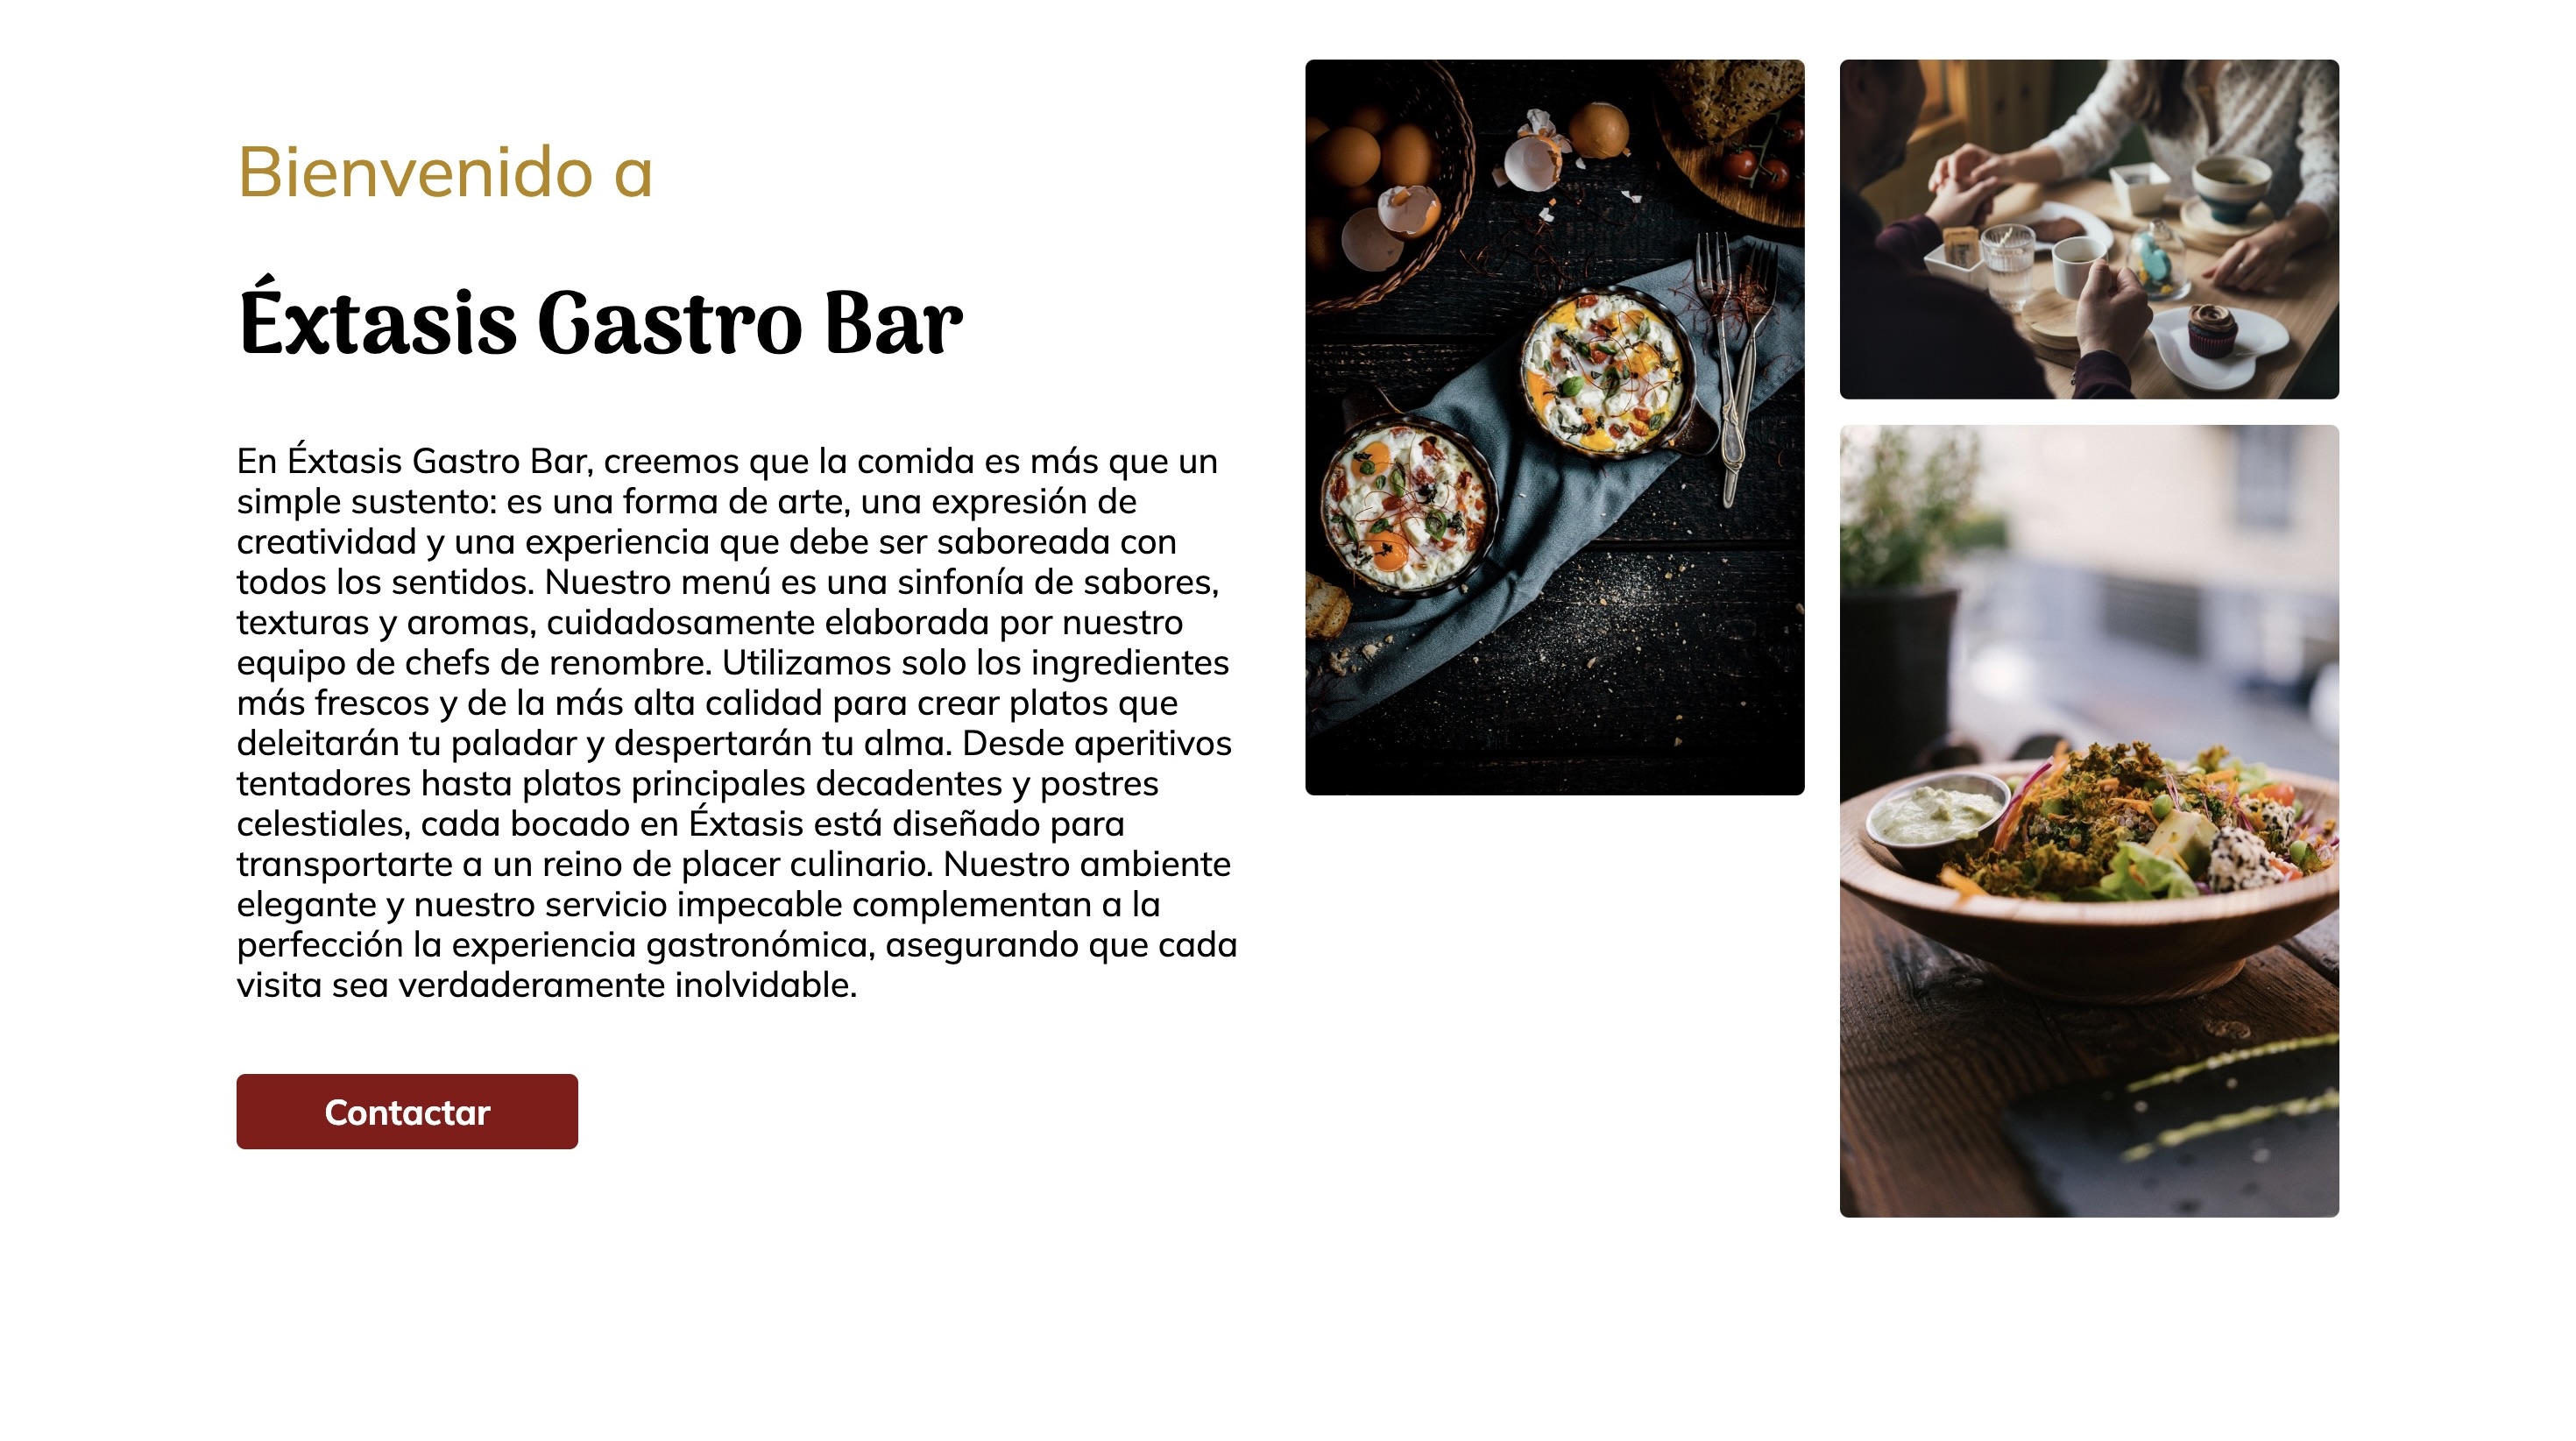 Bienvenido a
Éxtasis Gastro Bar
En Éxtasis Gastro Bar, creemos que la comida es más que un
simple sustento: es una forma de arte, una expresión de
creatividad y una experiencia que debe ser saboreada con
todos los sentidos. Nuestro menú es una sinfonía de sabores,
texturas y aromas, cuidadosamente elaborada por nuestro
equipo de chefs de renombre. Utilizamos solo los ingredientes
más frescos y de la más alta calidad para crear platos que
deleitarán tu paladar y despertarán tu alma. Desde aperitivos
tentadores hasta platos principales decadentes y postres
celestiales, cada bocado en Éxtasis está diseñado para
transportarte a un reino de placer culinario. Nuestro ambiente
elegante y nuestro servicio impecable complementan a la
perfección la experiencia gastronómica, asegurando que cada
visita sea verdaderamente inolvidable.
Contactar